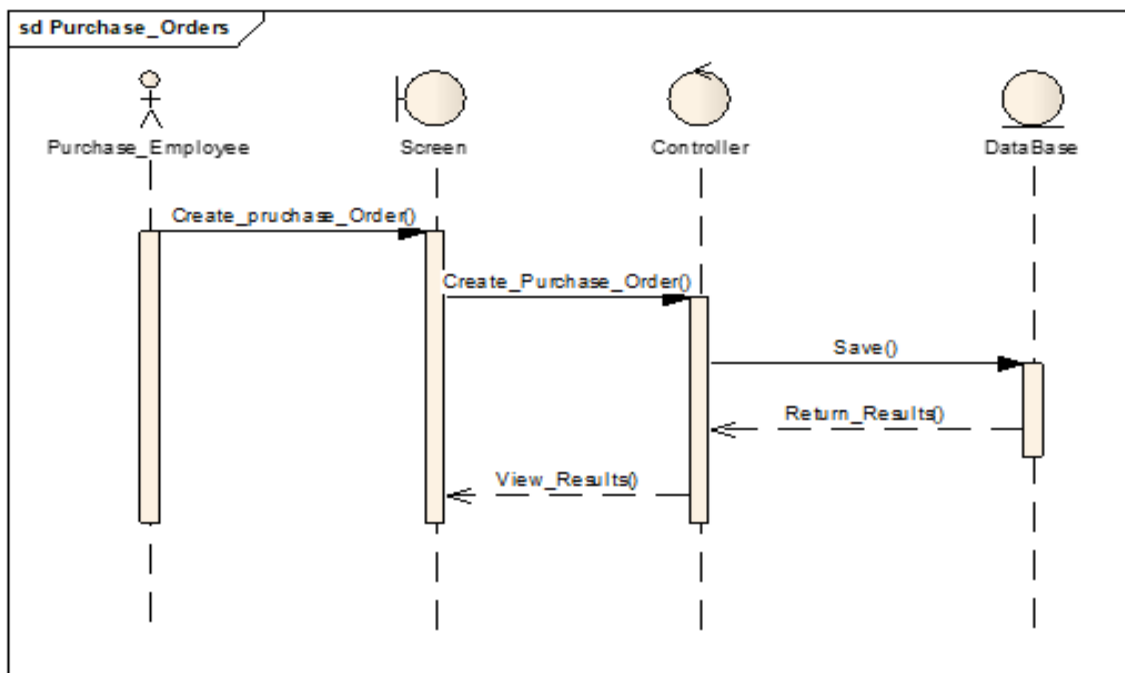 sd Purchase_Orders
Purchase_Employee
Screen
Controller
DataBase
Create_pruchase_Order()
Create_Purchase_Order()
Save()
Return_Results()
View_Results()